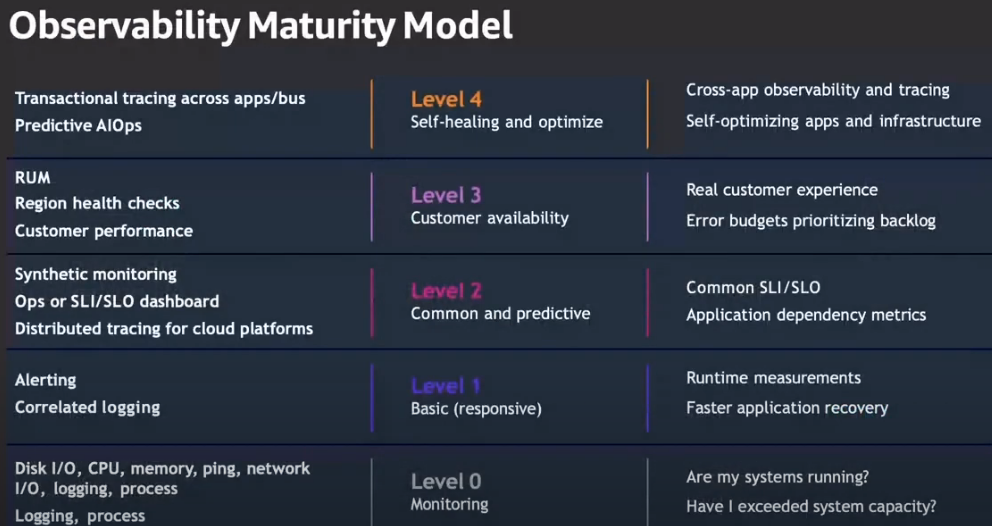 Observability Maturity Model
Transactional tracing across apps/bus
Predictive AIOps
Level 4
Self-healing and optimize
Cross-app observability and tracing
Self-optimizing apps and infrastructure
RUM
Region health checks
Customer performance
Level 3
Customer availability
Real customer experience
Error budgets prioritizing backlog
Synthetic monitoring
Ops or SLI/SLO dashboard
Distributed tracing for cloud platforms
Level 2
Common and predictive
Common SLI/SLO
Application dependency metrics
Alerting
Correlated logging
Level 1
Basic (responsive)
Runtime measurements
Faster application recovery
Disk I/O, CPU, memory, ping, network
I/O, logging, process
Logging, process
Level 0
Monitoring
Are my systems running?
Have I exceeded system capacity?